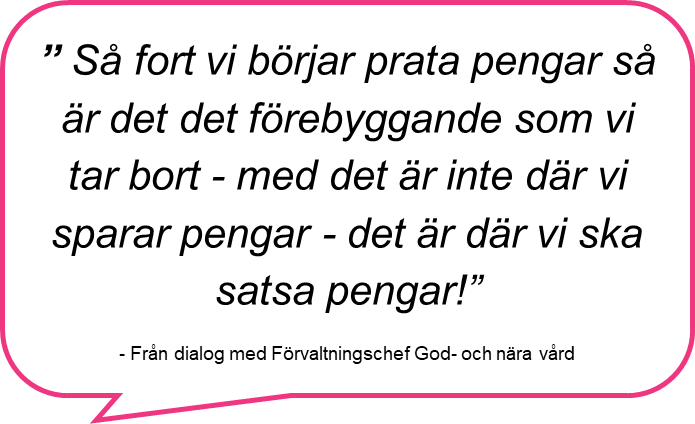 ” Så fort vi börjar prata pengar så
är det det förebyggande som vi
tar bort - med det är inte där vi
sparar pengar - det är där vi ska
satsa pengar!”
- Från dialog med Förvaltningschef God- och nära vård